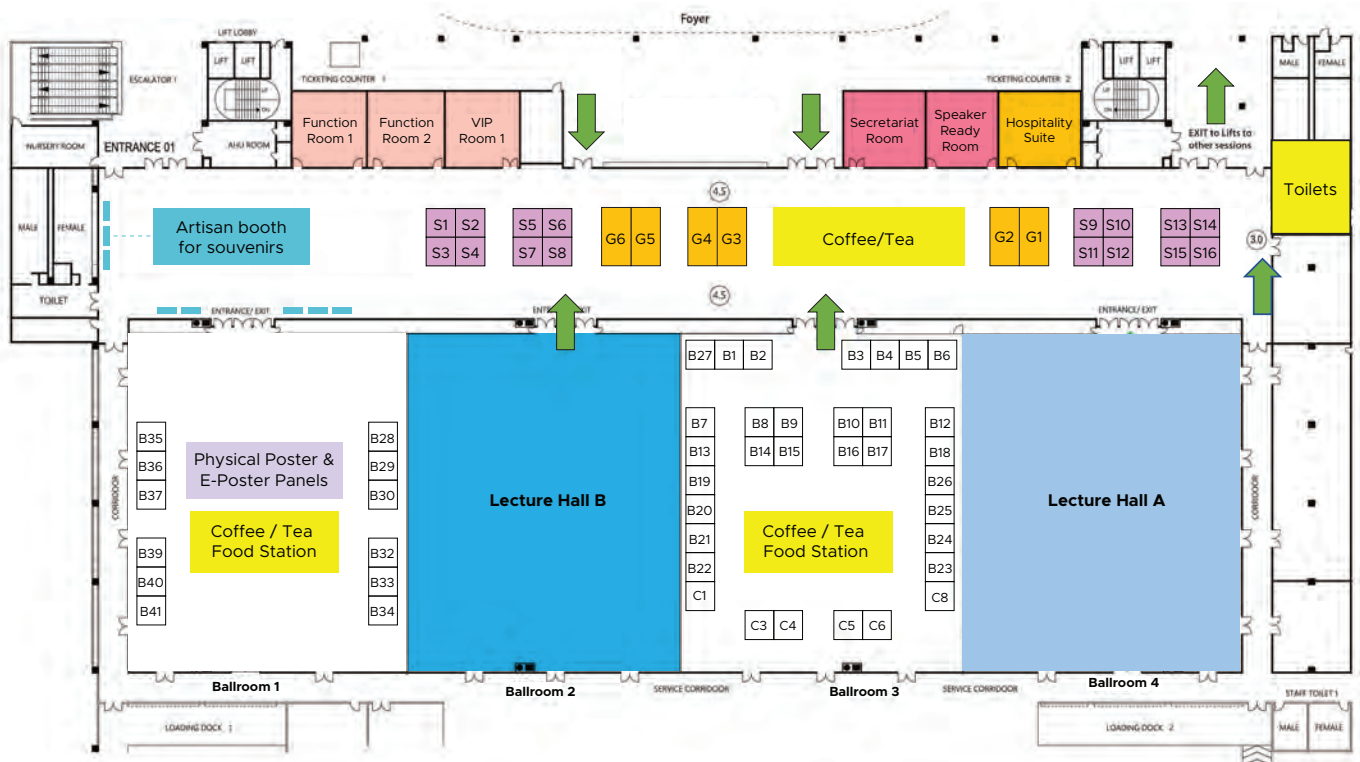 Foyer
LIFT LOBBY
LIFT LIFT
ESCALATOR 1
UP
DN
TICKETING COUNTER 1
TICKETING COUNTER 2
LIFT LIFT
UP
DN
MALE FEMALE
Function
Room 1
Function
Room 2
VIP
Room 1
Secretariat
Room
Speaker
Ready
Room
Hospitality
Suite
EXIT to Lifts to
other sessions
NURSERY ROOM
ENTRANCE 01
AHU ROOM
Toilets
4.5
MALE FEMALE
TOILET
Artisan booth
for souvenirs
S1 S2
S3 S4
S5 S6
S7 S8
G6 G5
G4 G3
Coffee/Tea
G2 G1
S9 S10
S11 S12
S13 S14
S15 S16
3.0
4.5
ENTRANCE/ EXIT
ENTRANCE/ EXIT
B27 B1 B2
B3 B4 B5 B6
CORRIDOOR
B35
B36
B37
B39
B40
B41
Physical Poster &
E-Poster Panels
Coffee / Tea
Food Station
B28
B29
B30
B32
B33
B34
Lecture Hall B
B7
B13
B19
B20
B21
B22
C1
B8 B9
B14 B15
B10 B11
B16 B17
Coffee / Tea
Food Station
C3 C4
C5 C6
B12
B18
B26
B25
B24
B23
C8
Lecture Hall A
CORRIDOOR
Ballroom 1
Ballroom 2
SERVICE CORRIDOOR
Ballroom 3
SERVICE CORRIDOOR
Ballroom 4
LOADING DOCK 1
LOADING DOCK 2
STAFF TOILET 1
MALE FEMALE